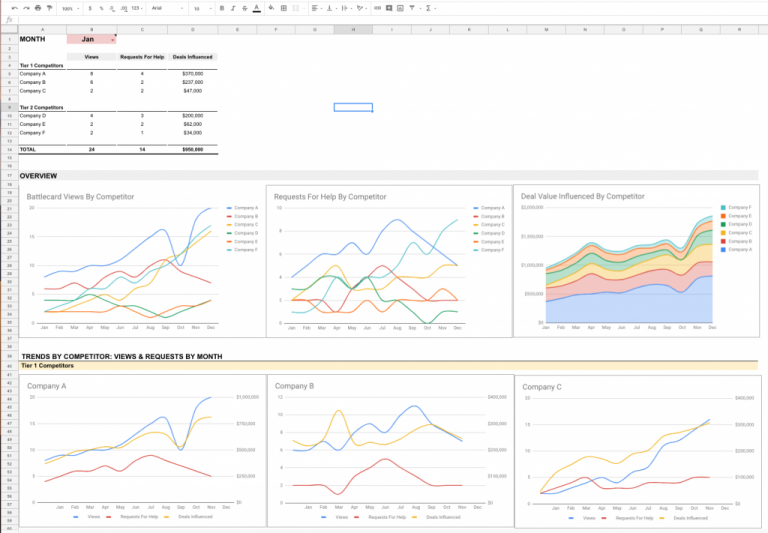 100%
$ % .0 .00 123
Arial
10
B I S A
fx
A B C D E F G H I J K L M N O P Q R
MONTH Jan
Views Requests For Help Deals Influenced
Tier 1 Competitors
Company A 8 4 $370,000
Company B 6 2 $237,000
Company C 2 2 $47,000
Tier 2 Competitors
Company D 4 3 $200,000
Company E 2 2 $62,000
Company F 2 1 $34,000
TOTAL 24 14 $950,000
OVERVIEW
Battlecard Views By Competitor
20
15
10
5
0
Jan Feb Mar Apr May Jun Jul Aug Sep Oct Nov Dec
Company A
Company B
Company C
Company D
Company E
Company F
Requests For Help By Competitor
10
8
6
4
2
0
Jan Feb Mar Apr May Jun Jul Aug Sep Oct Nov Dec
Company A
Company B
Company C
Company D
Company E
Company F
Deal Value Influenced By Competitor
$2,000,000
$1,500,000
$1,000,000
$500,000
$0
Jan Feb Mar Apr May Jun Jul Aug Sep Oct Nov Dec
Company F
Company E
Company D
Company C
Company B
Company A
TRENDS BY COMPETITOR: VIEWS & REQUESTS BY MONTH
Tier 1 Competitors
Company A
20
15
10
5
0
$1,000,000
$750,000
$500,000
$250,000
$0
Jan Feb Mar Apr May Jun Jul Aug Sep Oct Nov Dec
Views Requests For Help Deals Influenced
Company B
12
10
8
6
4
2
0
$400,000
$300,000
$200,000
$100,000
$0
Jan Feb Mar Apr May Jun Jul Aug Sep Oct Nov Dec
Views Requests For Help Deals Influenced
Company C
20
15
10
5
0
$400,000
$300,000
$200,000
$100,000
$0
Jan Feb Mar Apr May Jun Jul Aug Sep Oct Nov Dec
Views Requests For Help Deals Influenced